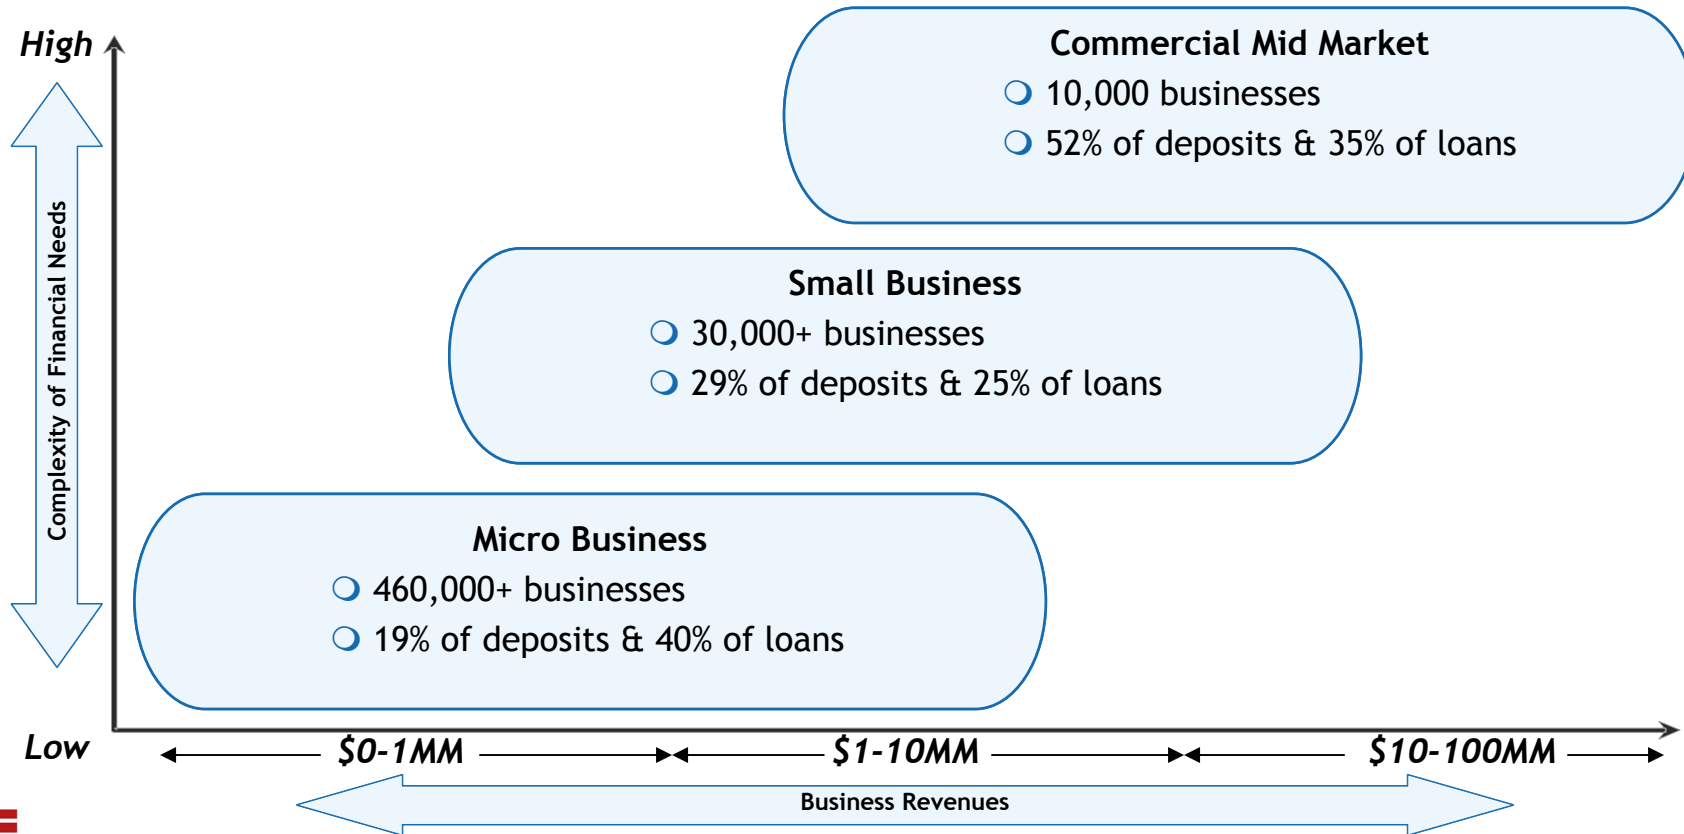 High
Commercial Mid Market
10,000 businesses
52% of deposits & 35% of loans
Complexity of Financial Needs
Small Business
30,000+ businesses
29% of deposits & 25% of loans
Micro Business
460,000+ businesses
19% of deposits & 40% of loans
Low
$0-1MM
$1-10MM
$10-100MM
Business Revenues